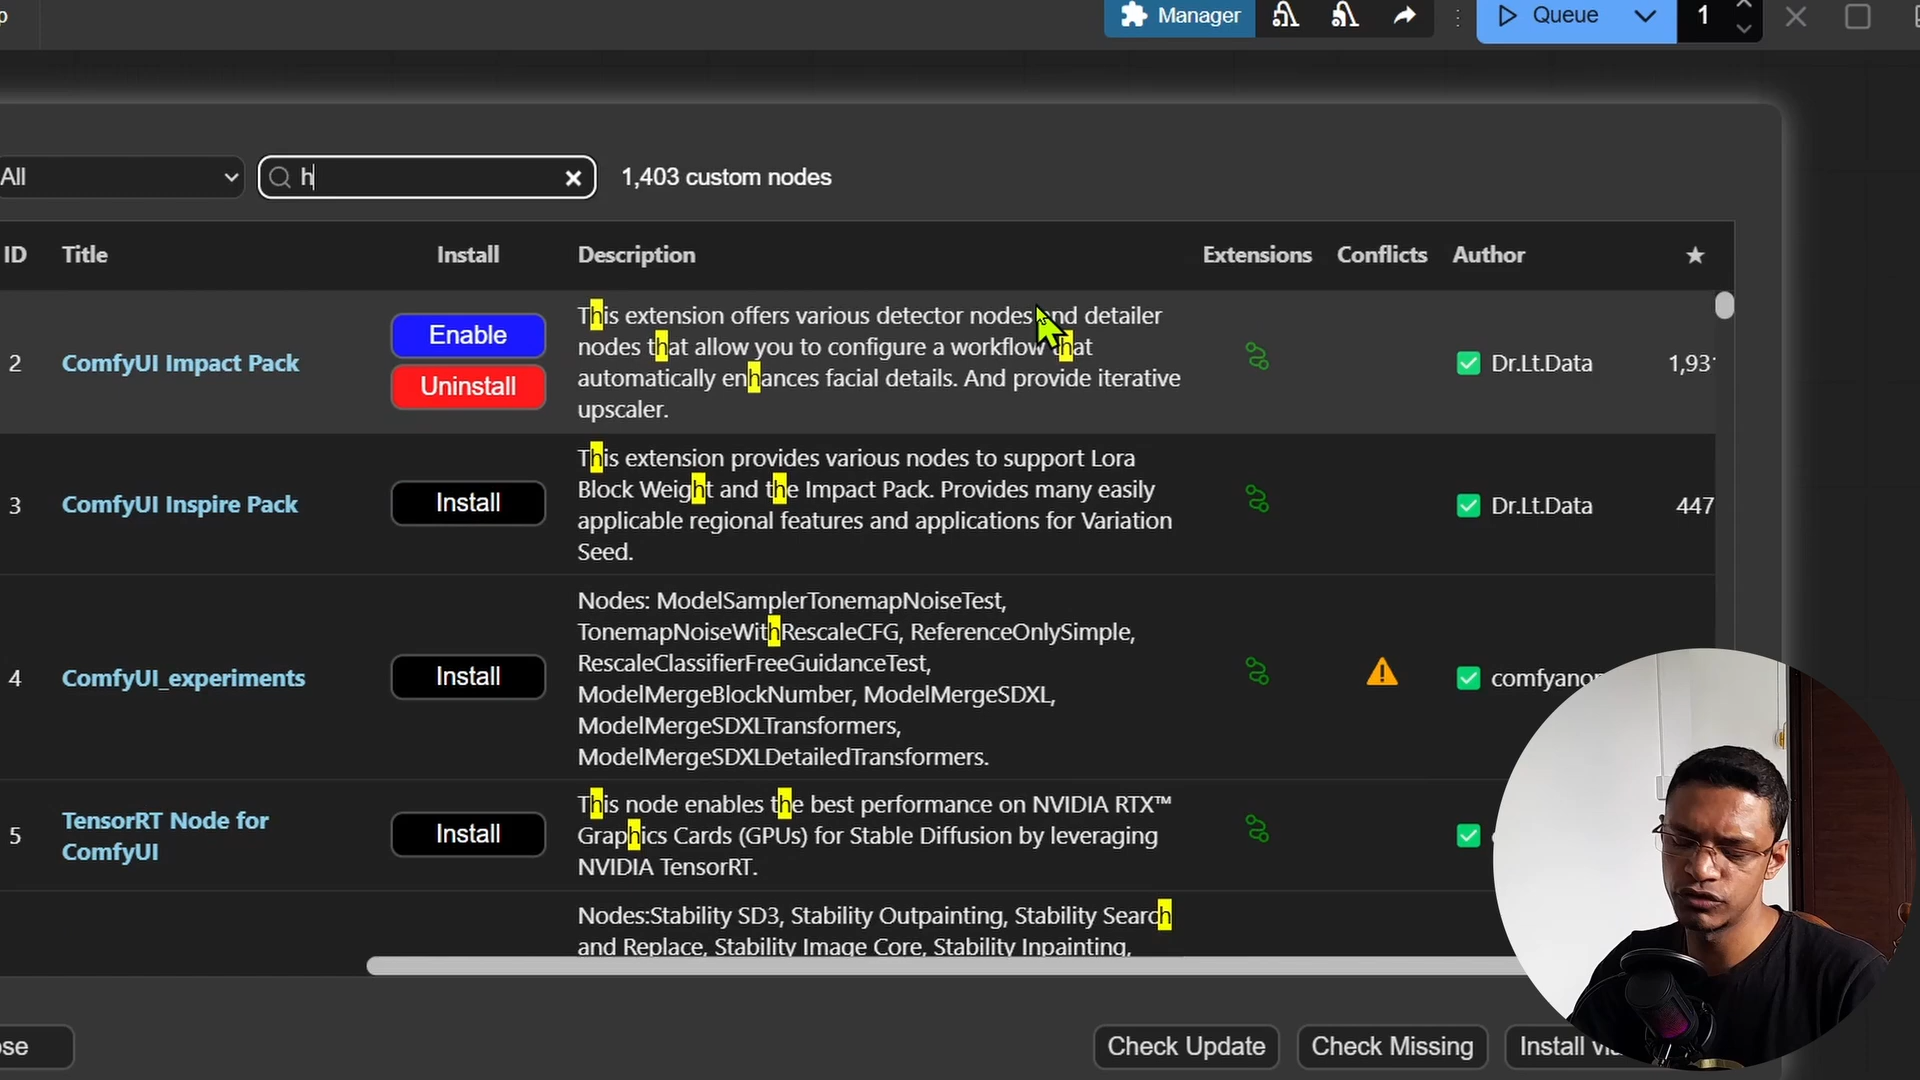 Manager
Queue
1
All
h
1,403 custom nodes
ID
Title
Install
Description
Extensions
Conflicts
Author
★
2
ComfyUI Impact Pack
Enable
Uninstall
This extension offers various detector nodes and detailer
nodes that allow you to configure a workflow that
automatically enhances facial details. And provide iterative
upscaler.
Dr.Lt.Data
3
ComfyUI Inspire Pack
Install
This extension provides various nodes to support Lora
Block Weight and the Impact Pack. Provides many easily
applicable regional features and applications for Variation
Seed.
Dr.Lt.Data
447
4
ComfyUI_experiments
Install
Nodes: ModelSamplerTonemapNoiseTest,
TonemapNoiseWithRescaleCFG, ReferenceOnlySimple,
RescaleClassifierFreeGuidanceTest,
ModelMergeBlockNumber, ModelMergeSDXL,
ModelMergeSDXLTransformers,
ModelMergeSDXLDetailedTransformers.
comfyano
5
TensorRT Node for
ComfyUI
Install
This node enables the best performance on NVIDIA RTX™
Graphics Cards (GPUs) for Stable Diffusion by leveraging
NVIDIA TensorRT.
Nodes:Stability SD3, Stability Outpainting, Stability Search
and Replace, Stability Image Core, Stability Inpainting,
ose
Check Update
Check Missing
Install